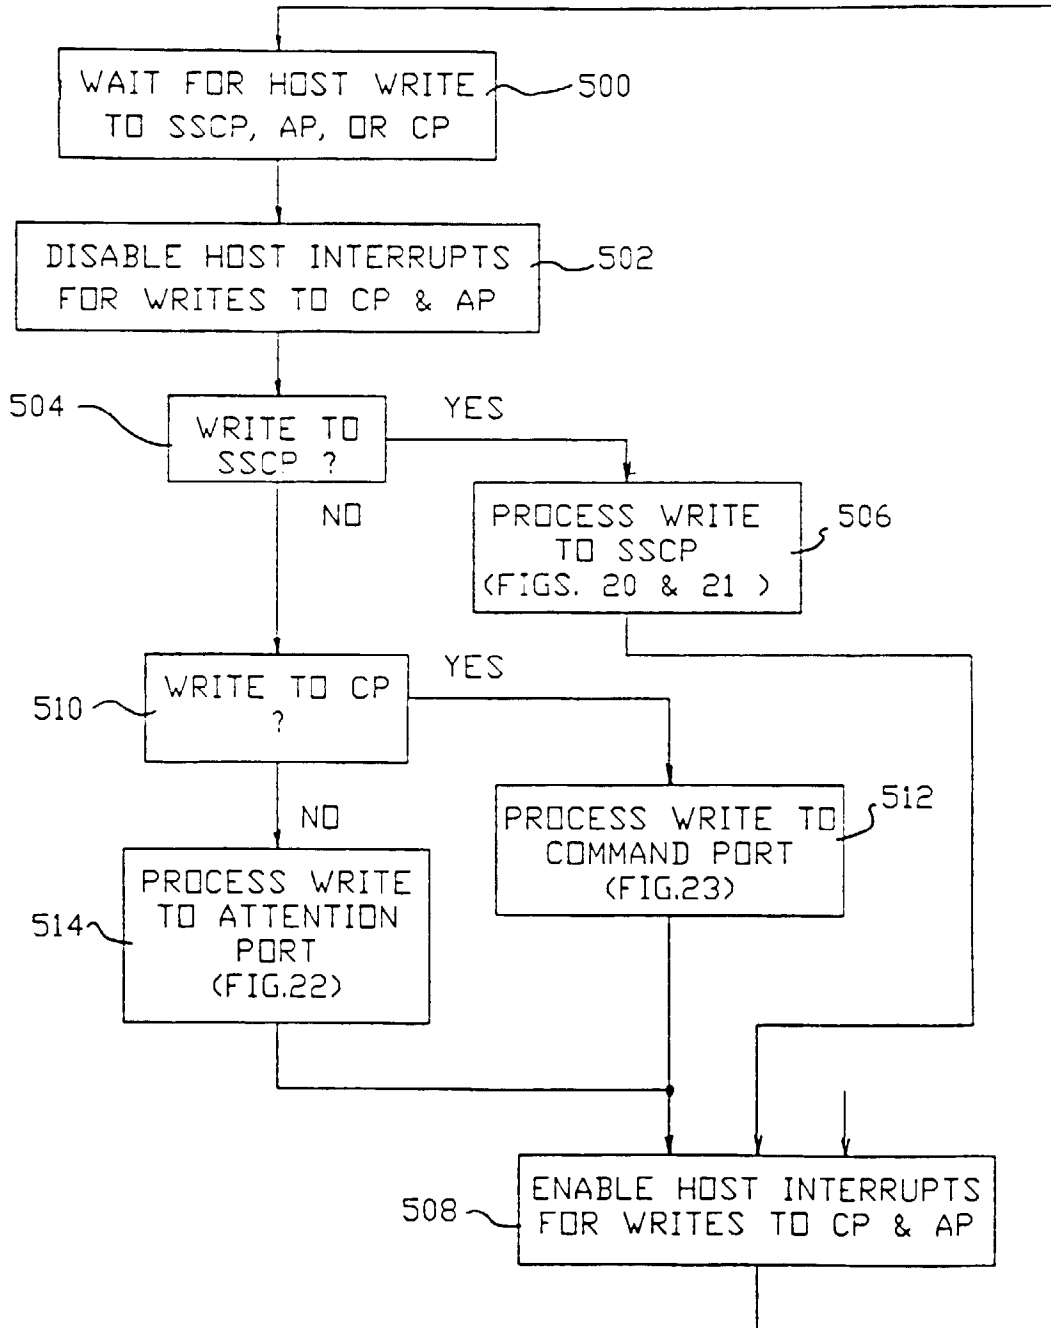 WAIT FOR HOST WRITE
TO SSCP, AP, OR CP
500
DISABLE HOST INTERRUPTS
FOR WRITES TO CP & AP
502
504
WRITE TO
SSCP ?
YES
NO
PROCESS WRITE
TO SSCP
(FIGS. 20 & 21 )
506
510
WRITE TO CP
?
YES
NO
PROCESS WRITE TO
COMMAND PORT
(FIG.23)
512
514
PROCESS WRITE
TO ATTENTION
PORT
(FIG.22)
508
ENABLE HOST INTERRUPTS
FOR WRITES TO CP & AP